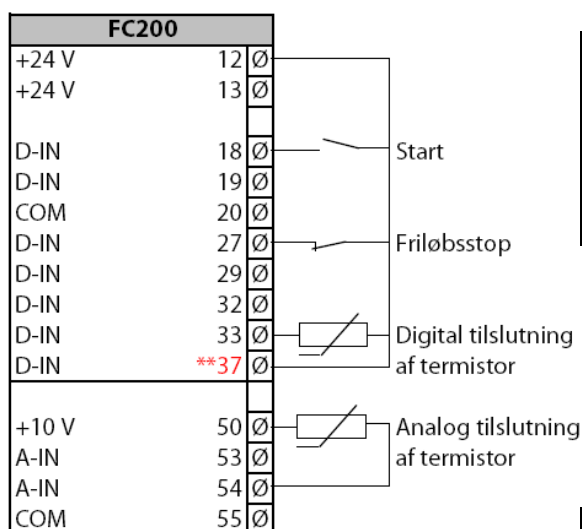 FC200
+24 V 12 Ø
+24 V 13 Ø
D-IN 18 Ø Start
D-IN 19 Ø
COM 20 Ø
D-IN 27 Ø Friløbsstop
D-IN 29 Ø
D-IN 32 Ø
D-IN 33 Ø Digital tilslutning
D-IN **37 Ø af termistor
+10 V 50 Ø Analog tilslutning
A-IN 53 Ø af termistor
A-IN 54 Ø
COM 55 Ø